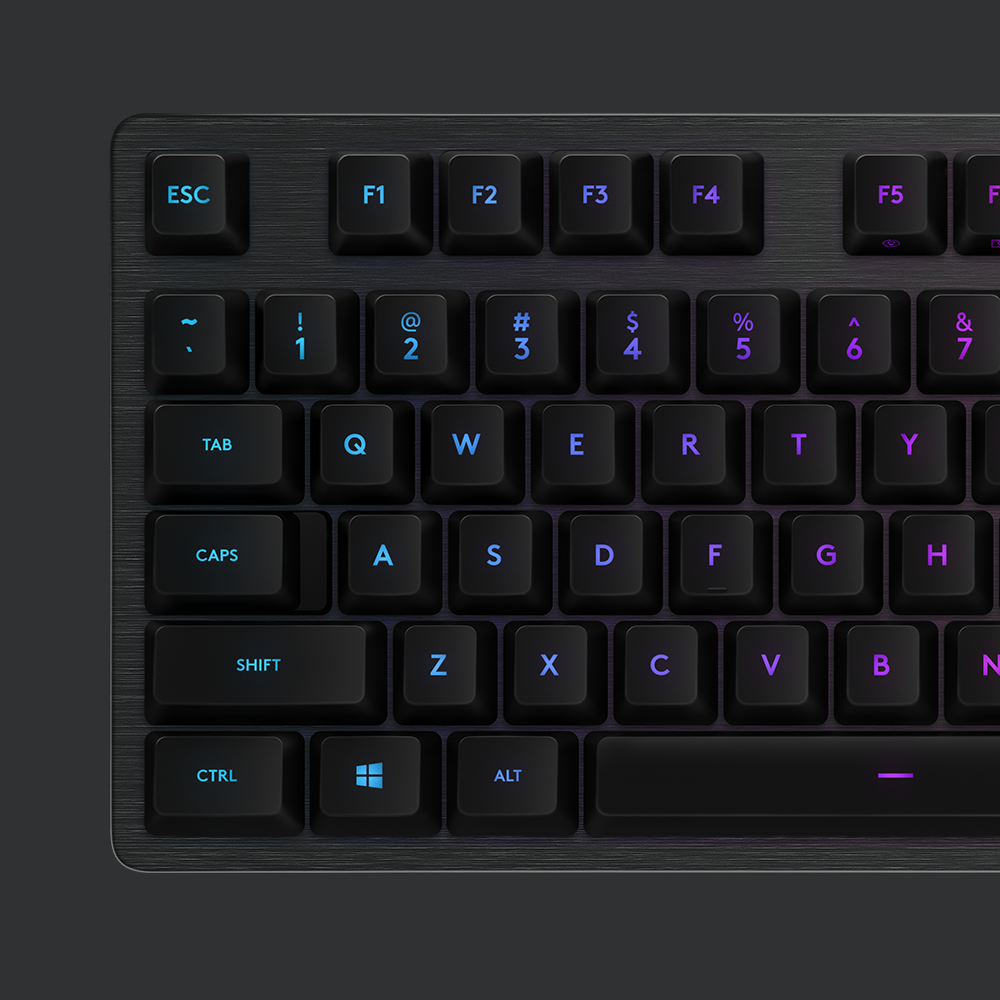 ESC F1 F2 F3 F4 F5 F
~ ! @ # $ % ^ &
` 1 2 3 4 5 6 7
TAB Q W E R T Y
CAPS A S D F G H
SHIFT Z X C V B N
CTRL ALT